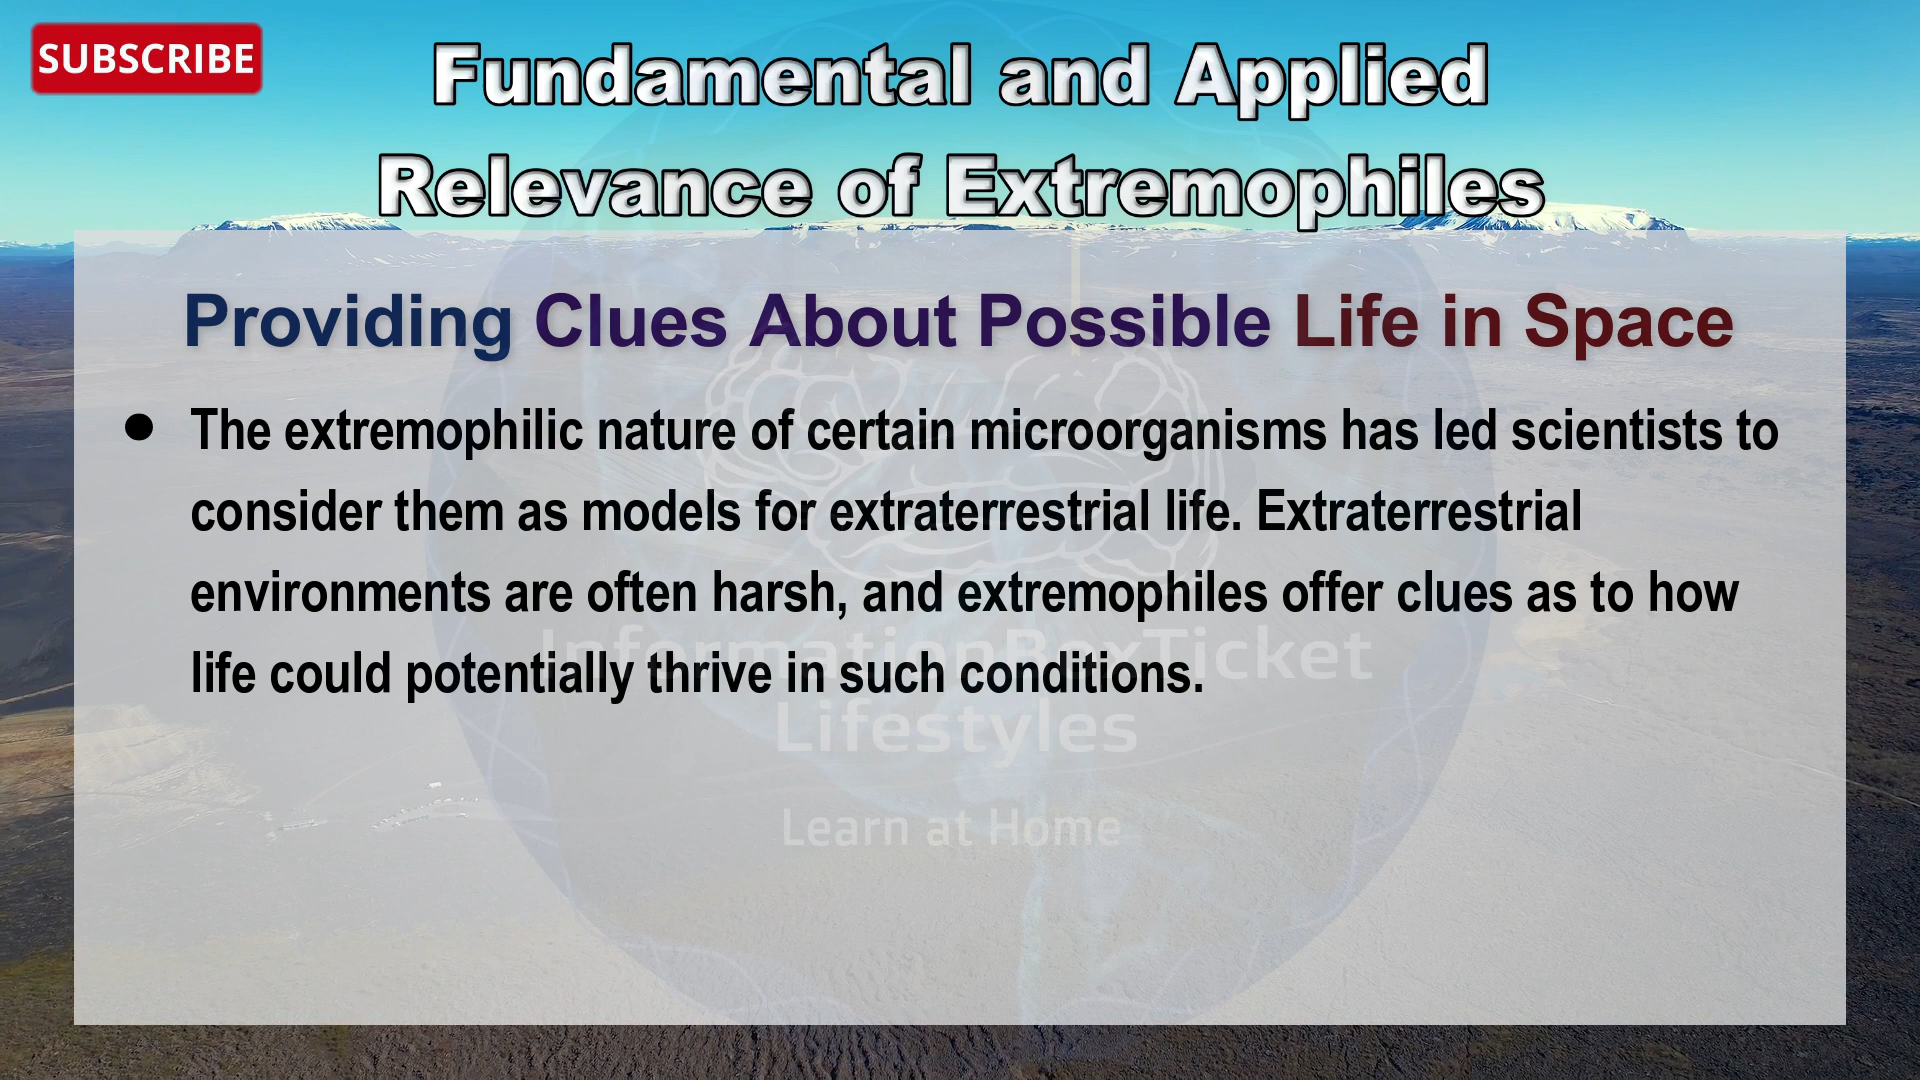 SUBSCRIBE
Fundamental and Applied
Relevance of Extremophiles
Providing Clues About Possible Life in Space
● The extremophilic nature of certain microorganisms has led scientists to
consider them as models for extraterrestrial life. Extraterrestrial
environments are often harsh, and extremophiles offer clues as to how
life could potentially thrive in such conditions.
InformationBoxTicket
Lifestyles
Learn at Home